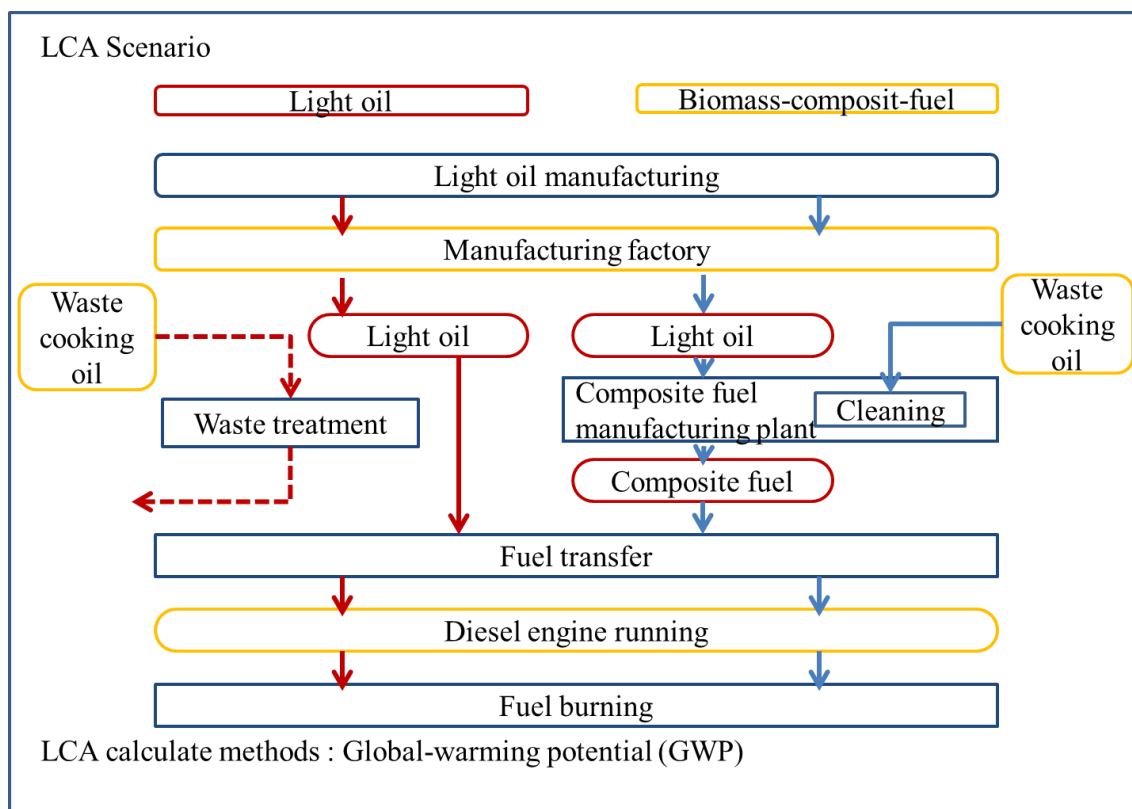 LCA Scenario
Light oil
Biomass-composit-fuel
Light oil manufacturing
Manufacturing factory
Waste
cooking
oil
Light oil
Light oil
Waste
cooking
oil
Waste treatment
Composite fuel
manufacturing plant
Cleaning
Composite fuel
Fuel transfer
Diesel engine running
Fuel burning
LCA calculate methods : Global-warming potential (GWP)